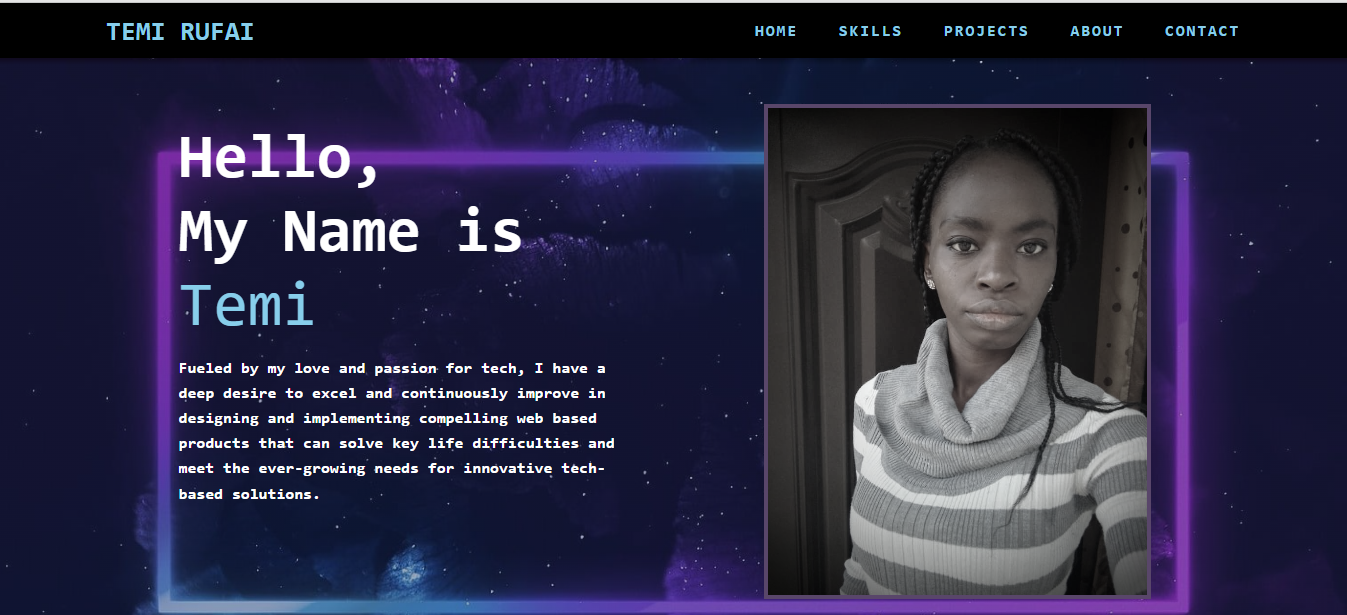 TEMI RUFAI
HOME SKILLS PROJECTS ABOUT CONTACT
Hello,
My Name is
Temi
Fueled by my love and passion for tech, I have a
deep desire to excel and continuously improve in
designing and implementing compelling web based
products that can solve key life difficulties and
meet the ever-growing needs for innovative tech-
based solutions.